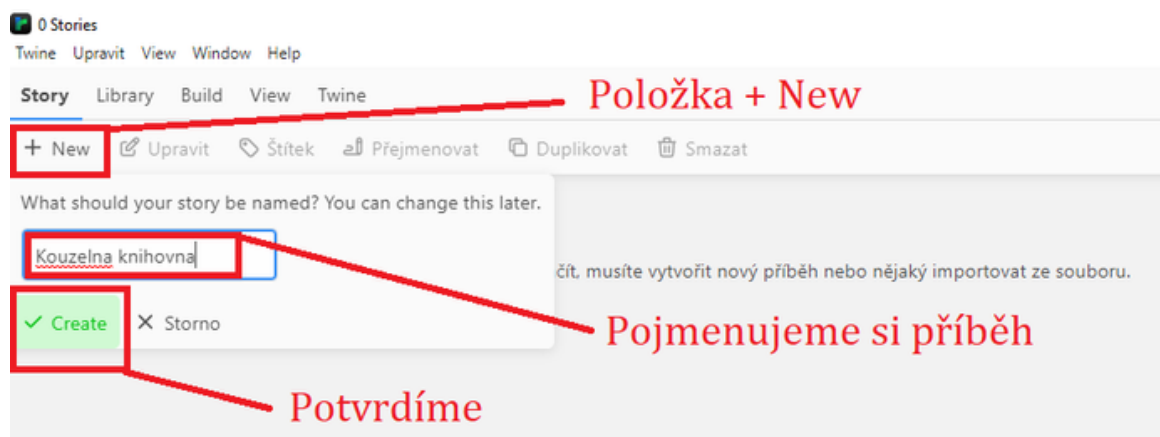 0 Stories
Twine Upravit View Window Help
Story Library Build View Twine
Položka + New
+ New Upravit Štítek Přejmenovat Duplikovat Smazat
What should your story be named? You can change this later.
Kouzelna knihovna
čít, musíte vytvořit nový příběh nebo nějaký importovat ze souboru.
Create Storno
Pojmenujeme si příběh
Potvrdíme